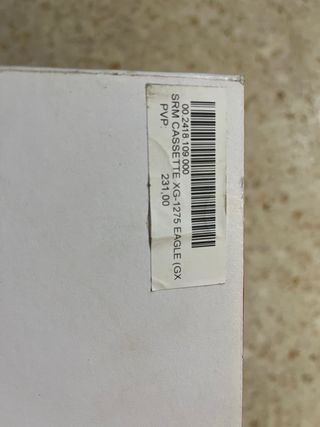 00.2418.109.000
SRM CASSETTE XG-1275 EAGLE (GX
PVP 231,00